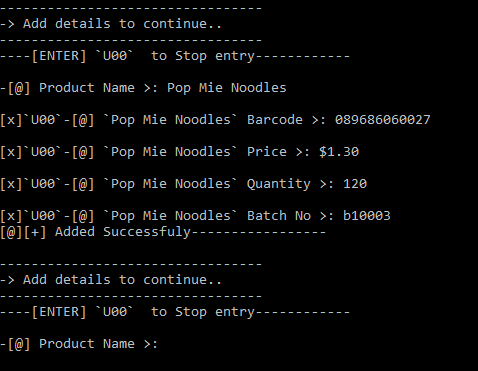 ---------------------------------
-> Add details to continue..
---------------------------------
----[ENTER] `U00`  to Stop entry------------
-[@] Product Name >: Pop Mie Noodles
[x]`U00`-[@] `Pop Mie Noodles` Barcode >: 089686060027
[x]`U00`-[@] `Pop Mie Noodles` Price >: $1.30
[x]`U00`-[@] `Pop Mie Noodles` Quantity >: 120
[x]`U00`-[@] `Pop Mie Noodles` Batch No >: b10003
[@][+] Added Successfuly-----------------
---------------------------------
-> Add details to continue..
---------------------------------
----[ENTER] `U00`  to Stop entry------------
-[@] Product Name >: